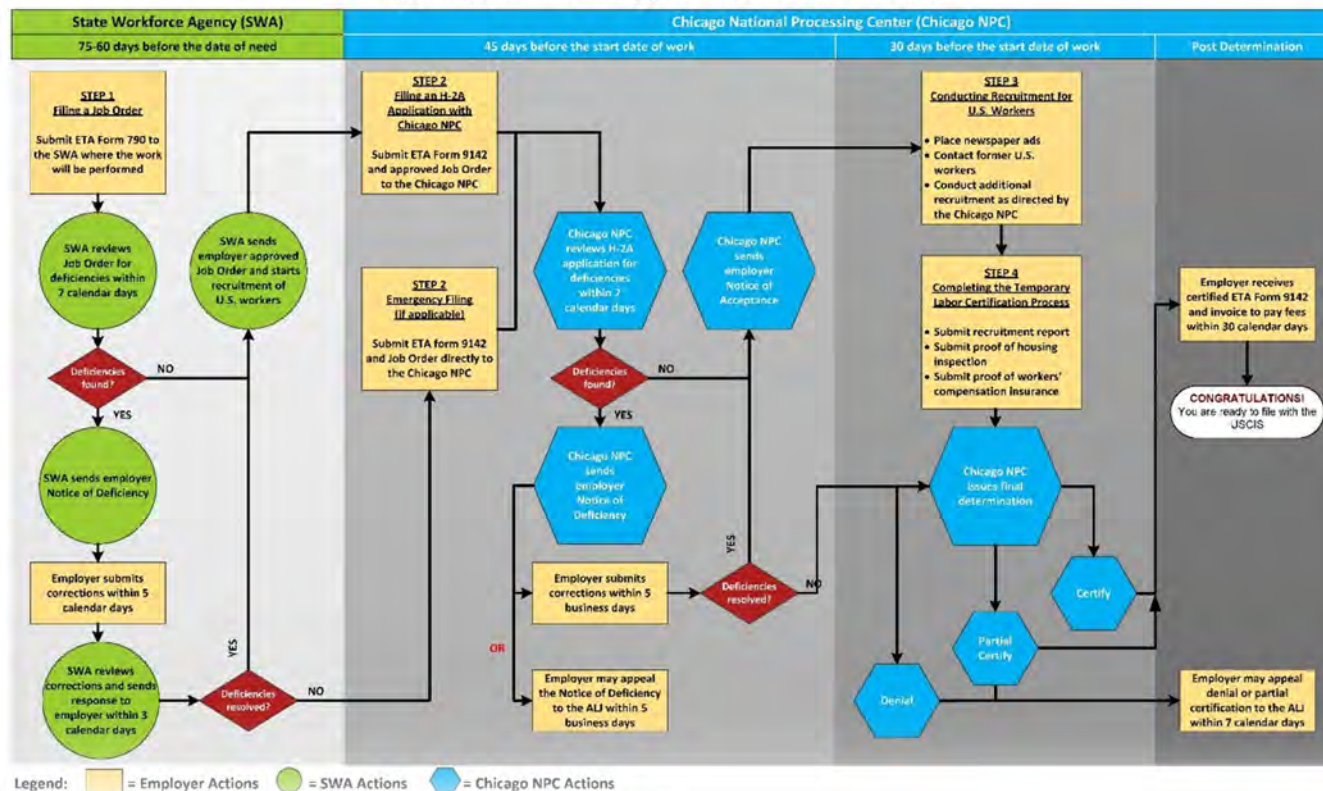 State Workforce Agency (SWA)
Chicago National Processing Center (Chicago NPC)
75-60 days before the date of need
45 days before the start date of work
30 days before the start date of work
Post Determination
STEP 1
Filing a Job Order
Submit ETA Form 790 to
the SWA where the work
will be performed
SWA reviews
Job Order for
deficiencies within
7 calendar days
Deficiencies
found?
NO
YES
SWA sends employer
Notice of Deficiency
Employer submits
corrections within 5
calendar days
SWA reviews
corrections and sends
response to
employer within 3
calendar days
Deficiencies
resolved?
YES
NO
SWA sends
employer approved
Job Order and starts
recruitment of
U.S. workers
STEP 2
Filing an H-2A
Application with
Chicago NPC
Submit ETA Form 9142
and approved Job Order
to the Chicago NPC
STEP 2
Emergency Filing
(if applicable)
Submit ETA form 9142
and Job Order directly to
the Chicago NPC
Chicago NPC
reviews H-2A
application for
deficiencies
within 7
calendar days
Deficiencies
found?
NO
YES
Chicago NPC
sends
employer
Notice of
Deficiency
OR
Employer submits
corrections within 5
business days
Employer may appeal
the Notice of Deficiency
to the ALJ within 5
business days
Deficiencies
resolved?
YES
NO
Chicago NPC
sends
employer
Notice of
Acceptance
STEP 3
Conducting Recruitment for
U.S. Workers
• Place newspaper ads
• Contact former U.S.
workers
• Conduct additional
recruitment as directed by
the Chicago NPC
STEP 4
Completing the Temporary
Labor Certification Process
• Submit recruitment report
• Submit proof of housing
inspection
• Submit proof of workers'
compensation insurance
Chicago NPC
issues final
determination
Certify
Partial
Certify
Denial
Employer receives
certified ETA Form 9142
and invoice to pay fees
within 30 calendar days
CONGRATULATIONS!
You are ready to file with the
USCIS
Employer may appeal
denial or partial
certification to the ALJ
within 7 calendar days
Legend: = Employer Actions = SWA Actions = Chicago NPC Actions